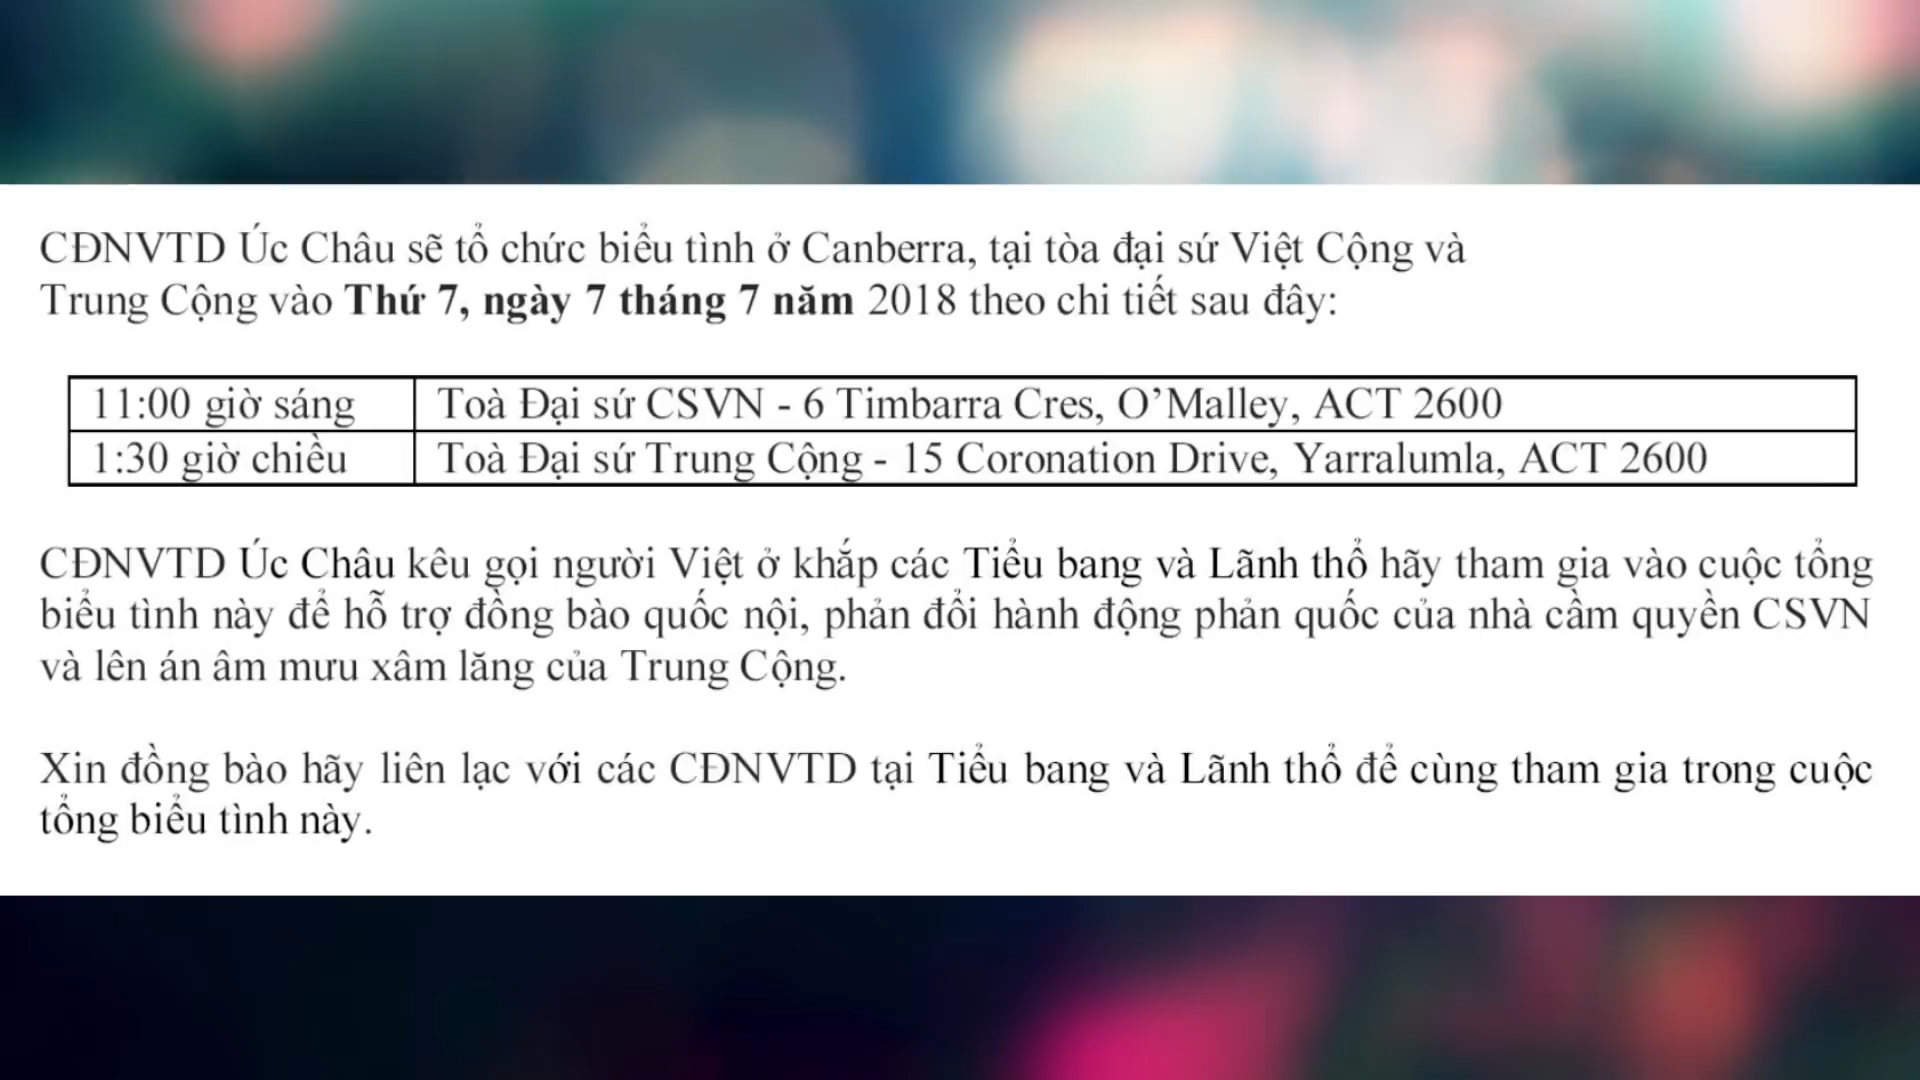 CĐNVTD Úc Châu sẽ tổ chức biểu tình ở Canberra, tại tòa đại sứ Việt Cộng và
Trung Cộng vào Thứ 7, ngày 7 tháng 7 năm 2018 theo chi tiết sau đây:
11:00 giờ sáng Toà Đại sứ CSVN - 6 Timbarra Cres, O’Malley, ACT 2600
1:30 giờ chiều Toà Đại sứ Trung Cộng - 15 Coronation Drive, Yarralumla, ACT 2600
CĐNVTD Úc Châu kêu gọi người Việt ở khắp các Tiểu bang và Lãnh thổ hãy tham gia vào cuộc tổng
biểu tình này để hỗ trợ đồng bào quốc nội, phản đối hành động phản quốc của nhà cầm quyền CSVN
và lên án âm mưu xâm lăng của Trung Cộng.
Xin đồng bào hãy liên lạc với các CĐNVTD tại Tiểu bang và Lãnh thổ để cùng tham gia trong cuộc
tổng biểu tình này.